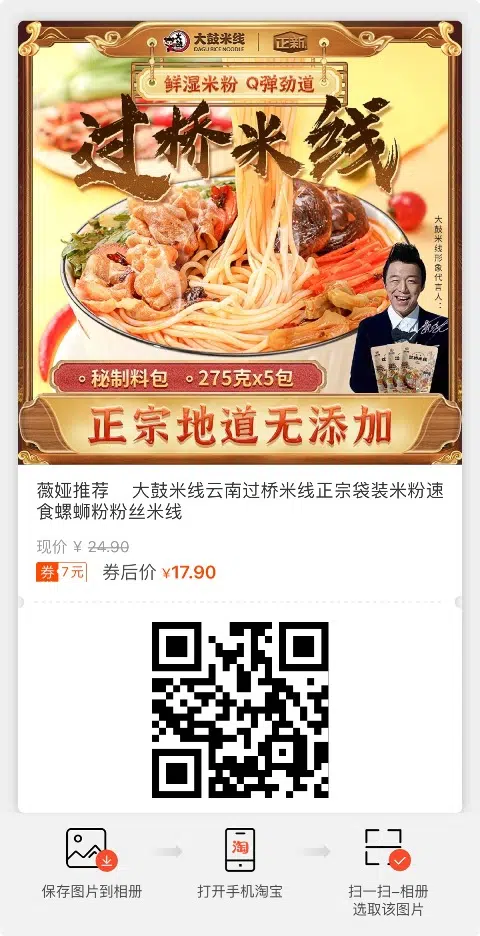 大鼓米线
DAGU RICE NOODLE
正新
鲜湿米粉 Q弹劲道
过桥米线
大鼓米线形象代言人：
秘制料包 275克x5包
正宗地道无添加
薇娅推荐 大鼓米线云南过桥米线正宗袋装米粉速
食螺蛳粉粉丝米线
现价 ¥ 24.90
券 7元 券后价 ¥17.90
淘
保存图片到相册
打开手机淘宝
扫一扫-相册
选取该图片